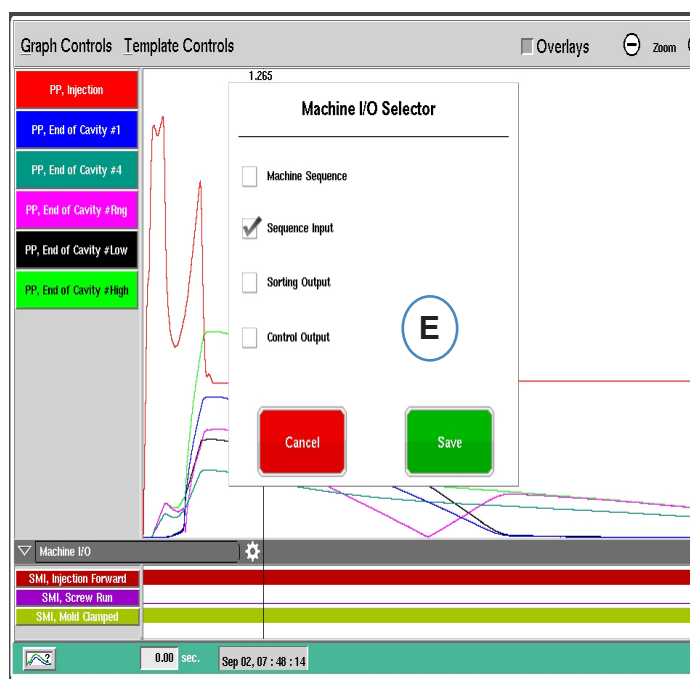 Graph Controls Template Controls Overlays Zoom
1.265
PP, Injection
PP, End of Cavity #1
PP, End of Cavity #4
PP, End of Cavity #Rng
PP, End of Cavity #Low
PP, End of Cavity #High
Machine I/O Selector
Machine Sequence
Sequence Input
Sorting Output
Control Output
E
Cancel Save
Machine I/O
SMI, Injection Forward
SMI, Screw Run
SMI, Mold Clamped
0.00 sec. Sep 02, 07 : 48 : 14